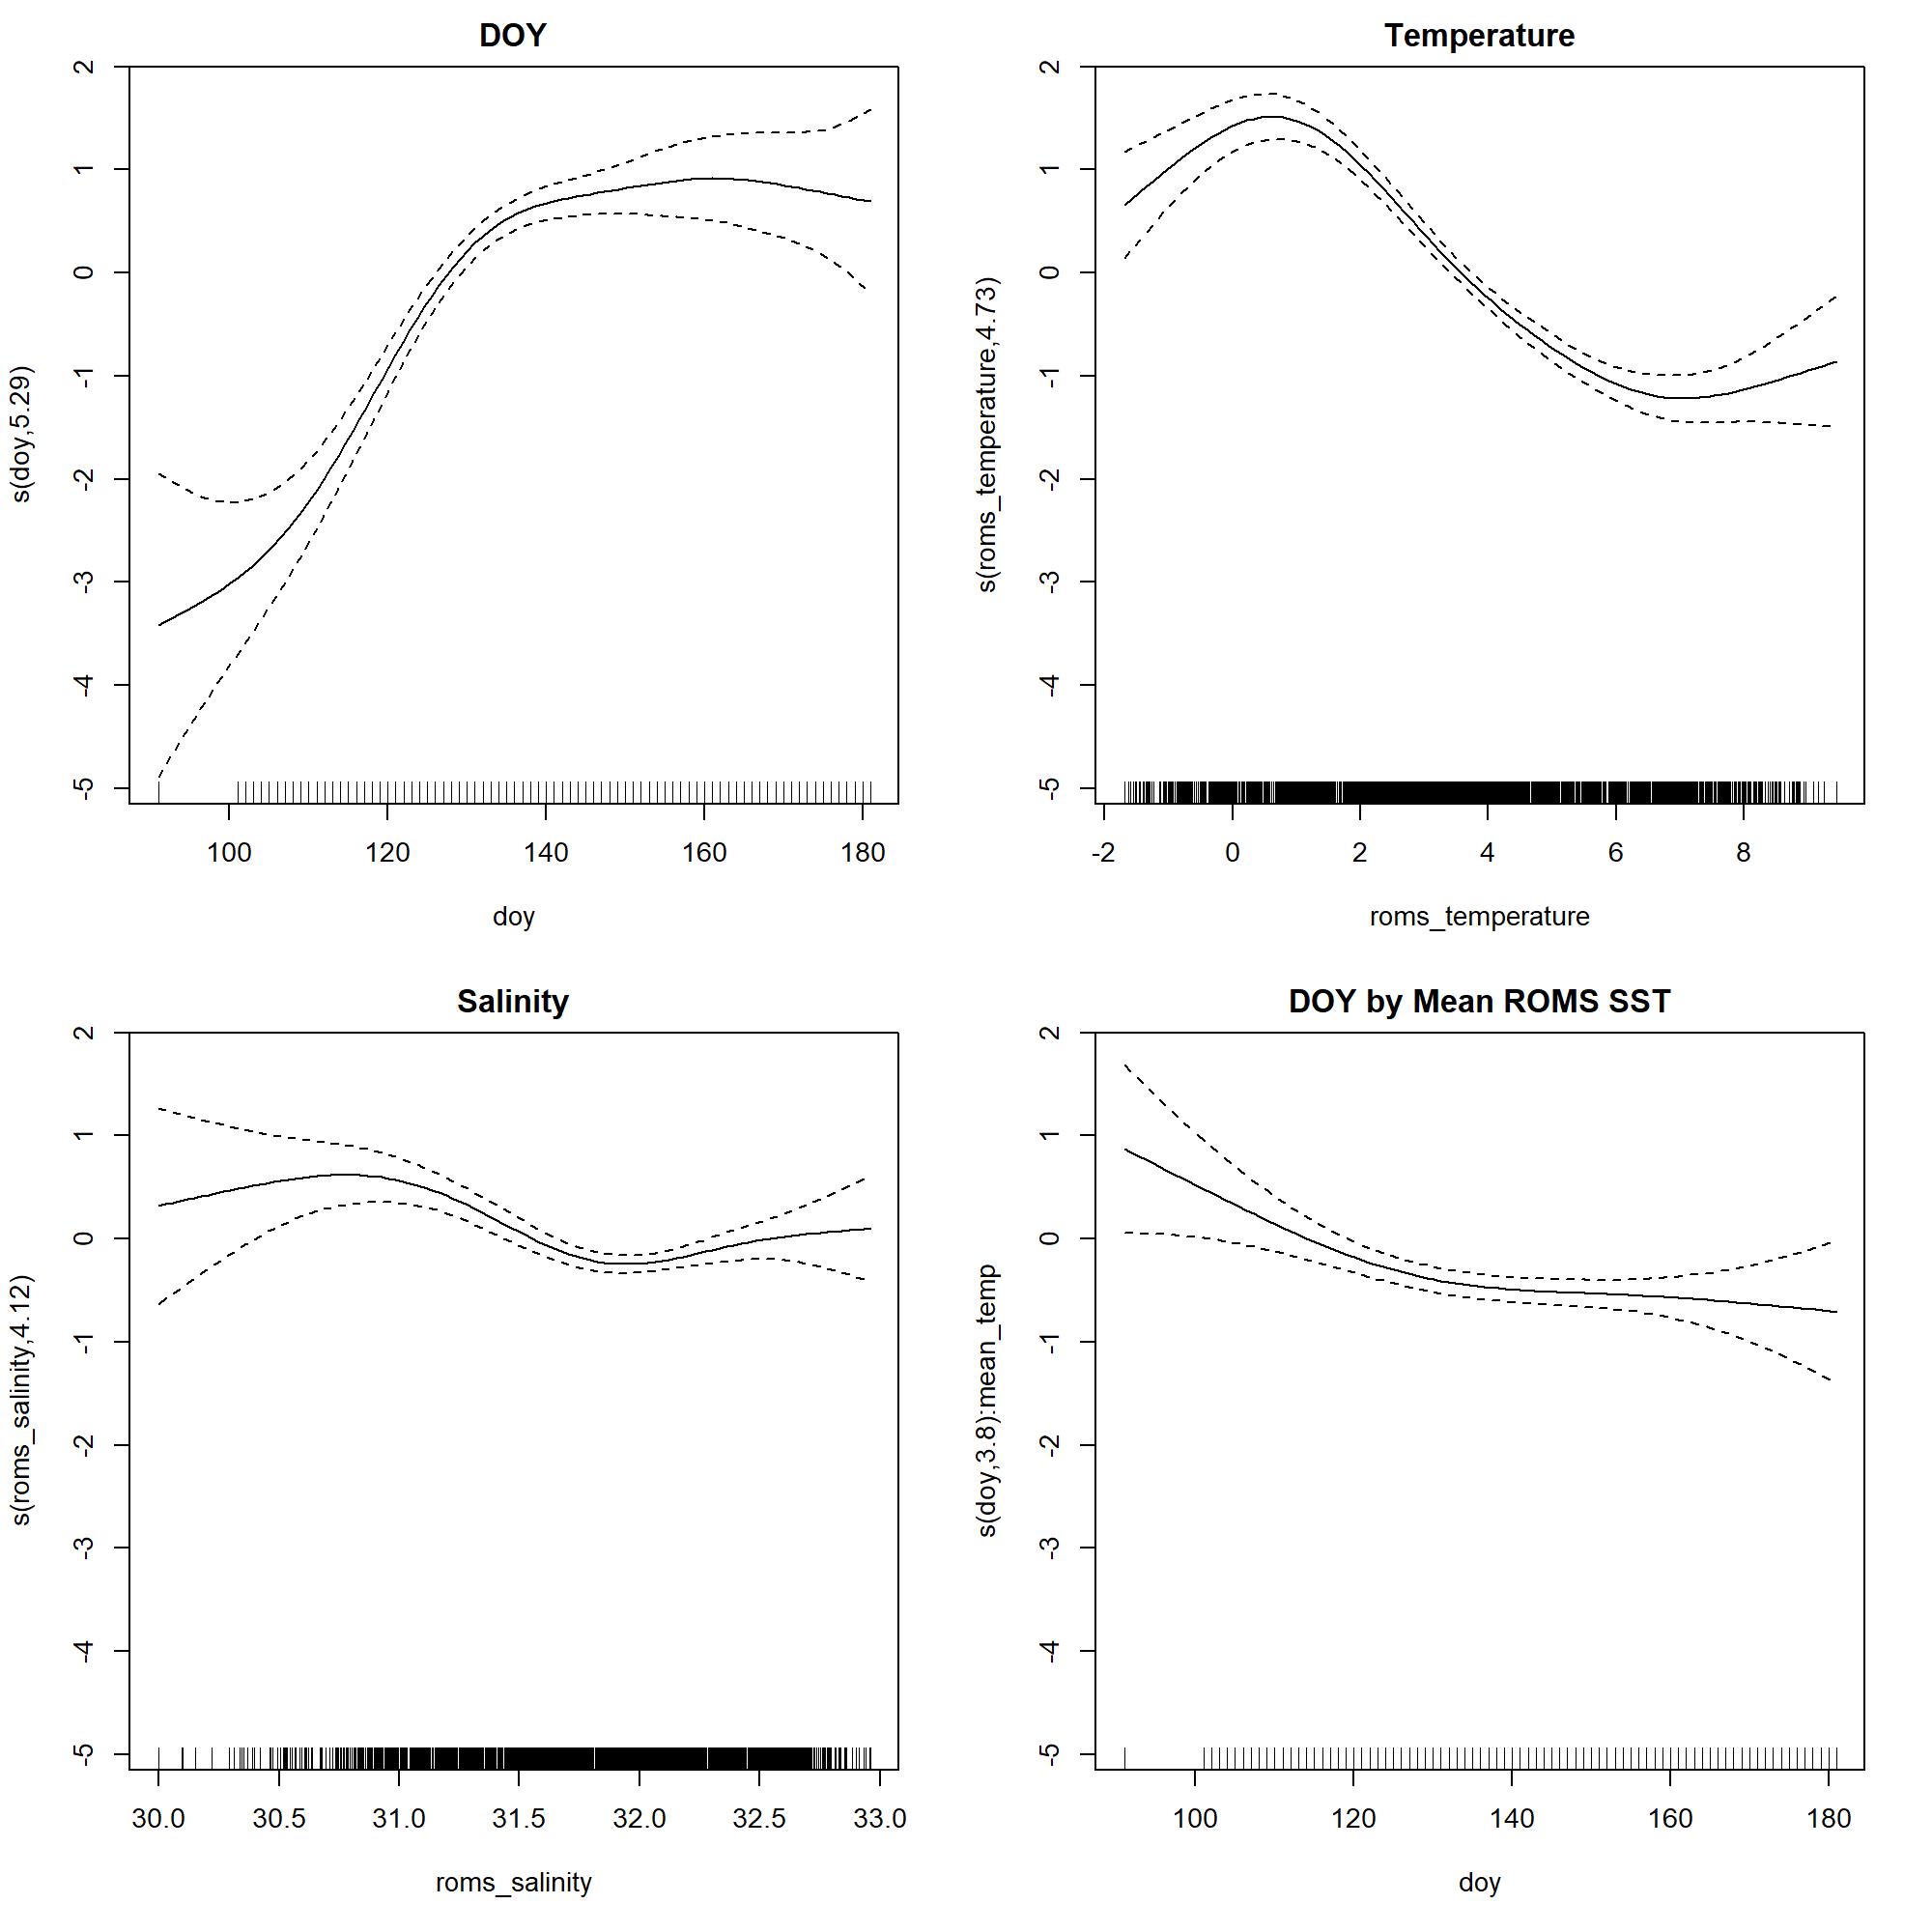 DOY
s(doy,5.29)
2
1
0
-1
-2
-3
-4
-5
100 120 140 160 180
doy
Temperature
s(roms_temperature,4.73)
2
1
0
-1
-2
-3
-4
-5
-2 0 2 4 6 8
roms_temperature
Salinity
s(roms_salinity,4.12)
2
1
0
-1
-2
-3
-4
-5
30.0 30.5 31.0 31.5 32.0 32.5 33.0
roms_salinity
DOY by Mean ROMS SST
s(doy,3.8):mean_temp
2
1
0
-1
-2
-3
-4
-5
100 120 140 160 180
doy